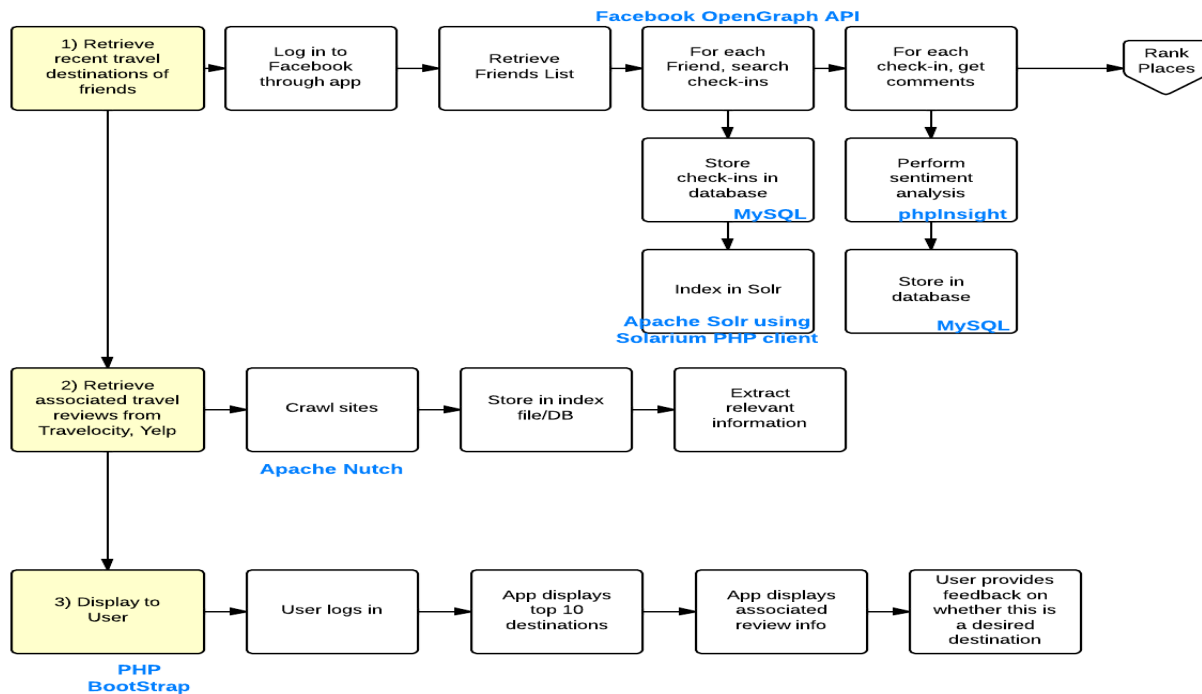 Facebook OpenGraph API
1) Retrieve
recent travel
destinations of
friends
Log in to
Facebook
through app
Retrieve
Friends List
For each
Friend, search
check-ins
For each
check-in, get
comments
Rank
Places
Store
check-ins in
database
MySQL
Perform
sentiment
analysis
phpInsight
Index in Solr
Apache Solr using
Solarium PHP client
Store in
database
MySQL
2) Retrieve
associated travel
reviews from
Travelocity, Yelp
Crawl sites
Apache Nutch
Store in index
file/DB
Extract
relevant
information
3) Display to
User
PHP
BootStrap
User logs in
App displays
top 10
destinations
App displays
associated
review info
User provides
feedback on
whether this is
a desired
destination